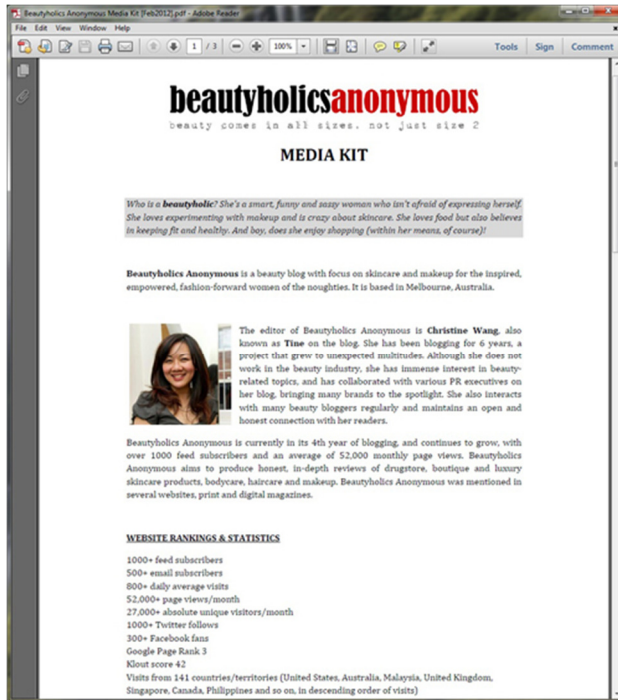 Beautyholics Anonymous Media Kit [Feb2012].pdf - Adobe Reader
File Edit View Window Help
1 / 3 100% Tools Sign Comment
beautyholicsanonymous
beauty comes in all sizes. not just size 2
MEDIA KIT
Who is a beautyholic? She's a smart, funny and sassy woman who isn't afraid of expressing herself.
She loves experimenting with makeup and is crazy about skincare. She loves food but also believes
in keeping fit and healthy. And boy, does she enjoy shopping (within her means, of course)!
Beautyholics Anonymous is a beauty blog with focus on skincare and makeup for the inspired,
empowered, fashion-forward women of the noughties. It is based in Melbourne, Australia.
The editor of Beautyholics Anonymous is Christine Wang, also
known as Tine on the blog. She has been blogging for 6 years, a
project that grew to unexpected multitudes. Although she does not
work in the beauty industry, she has immense interest in beauty-
related topics, and has collaborated with various PR executives on
her blog, bringing many brands to the spotlight. She also interacts
with many beauty bloggers regularly and maintains an open and
honest connection with her readers.
Beautyholics Anonymous is currently in its 4th year of blogging, and continues to grow, with
over 1000 feed subscribers and an average of 52,000 monthly page views. Beautyholics
Anonymous aims to produce honest, in-depth reviews of drugstore, boutique and luxury
skincare products, bodycare, haircare and makeup. Beautyholics Anonymous was mentioned in
several websites, print and digital magazines.
WEBSITE RANKINGS & STATISTICS
1000+ feed subscribers
500+ email subscribers
800+ daily average visits
52,000+ page views/month
27,000+ absolute unique visitors/month
1000+ Twitter follows
300+ Facebook fans
Google Page Rank 3
Klout score 42
Visits from 141 countries/territories (United States, Australia, Malaysia, United Kingdom,
Singapore, Canada, Philippines and so on, in descending order of visits)